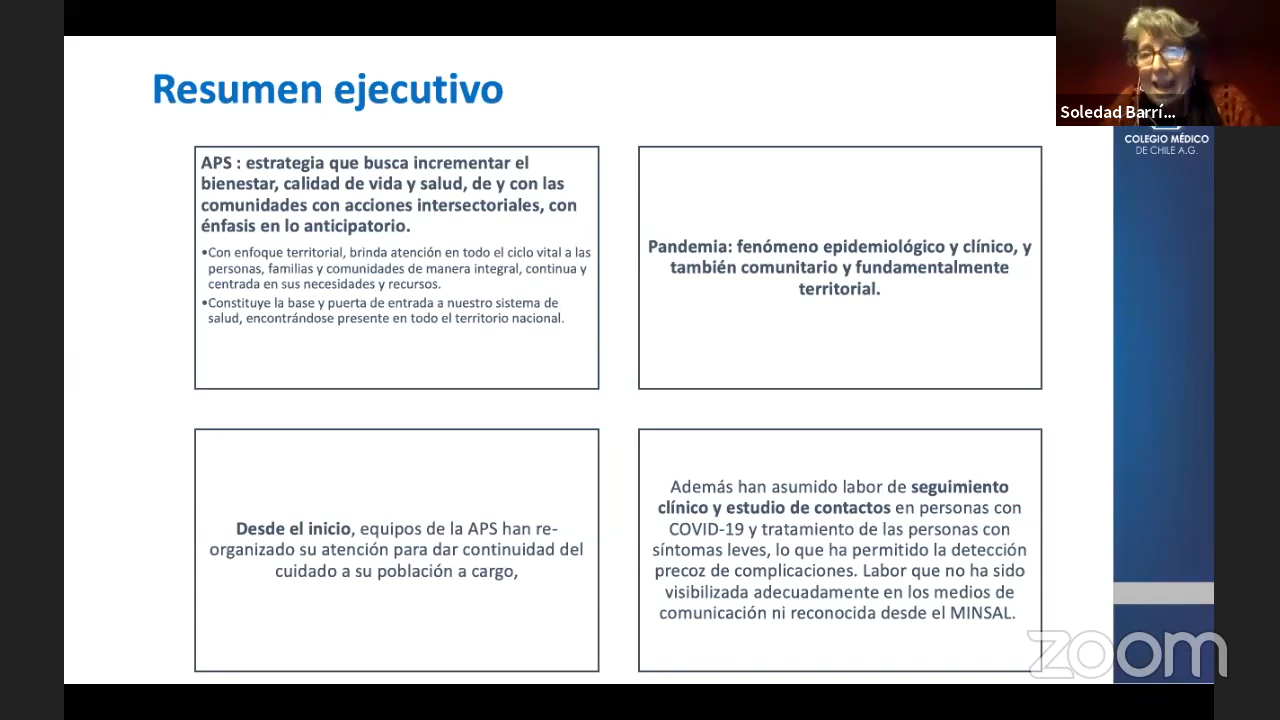 Resumen ejecutivo
Soledad Barrí...
COLEGIO MÉDICO
DE CHILE A.G.
APS : estrategia que busca incrementar el
bienestar, calidad de vida y salud, de y con las
comunidades con acciones intersectoriales, con
énfasis en lo anticipatorio.
•Con enfoque territorial, brinda atención en todo el ciclo vital a las
personas, familias y comunidades de manera integral, continua y
centrada en sus necesidades y recursos.
•Constituye la base y puerta de entrada a nuestro sistema de
salud, encontrándose presente en todo el territorio nacional.
Pandemia: fenómeno epidemiológico y clínico, y
también comunitario y fundamentalmente
territorial.
Desde el inicio, equipos de la APS han re-
organizado su atención para dar continuidad del
cuidado a su población a cargo,
Además han asumido labor de seguimiento
clínico y estudio de contactos en personas con
COVID-19 y tratamiento de las personas con
síntomas leves, lo que ha permitido la detección
precoz de complicaciones. Labor que no ha sido
visibilizada adecuadamente en los medios de
comunicación ni reconocida desde el MINSAL.
zoom